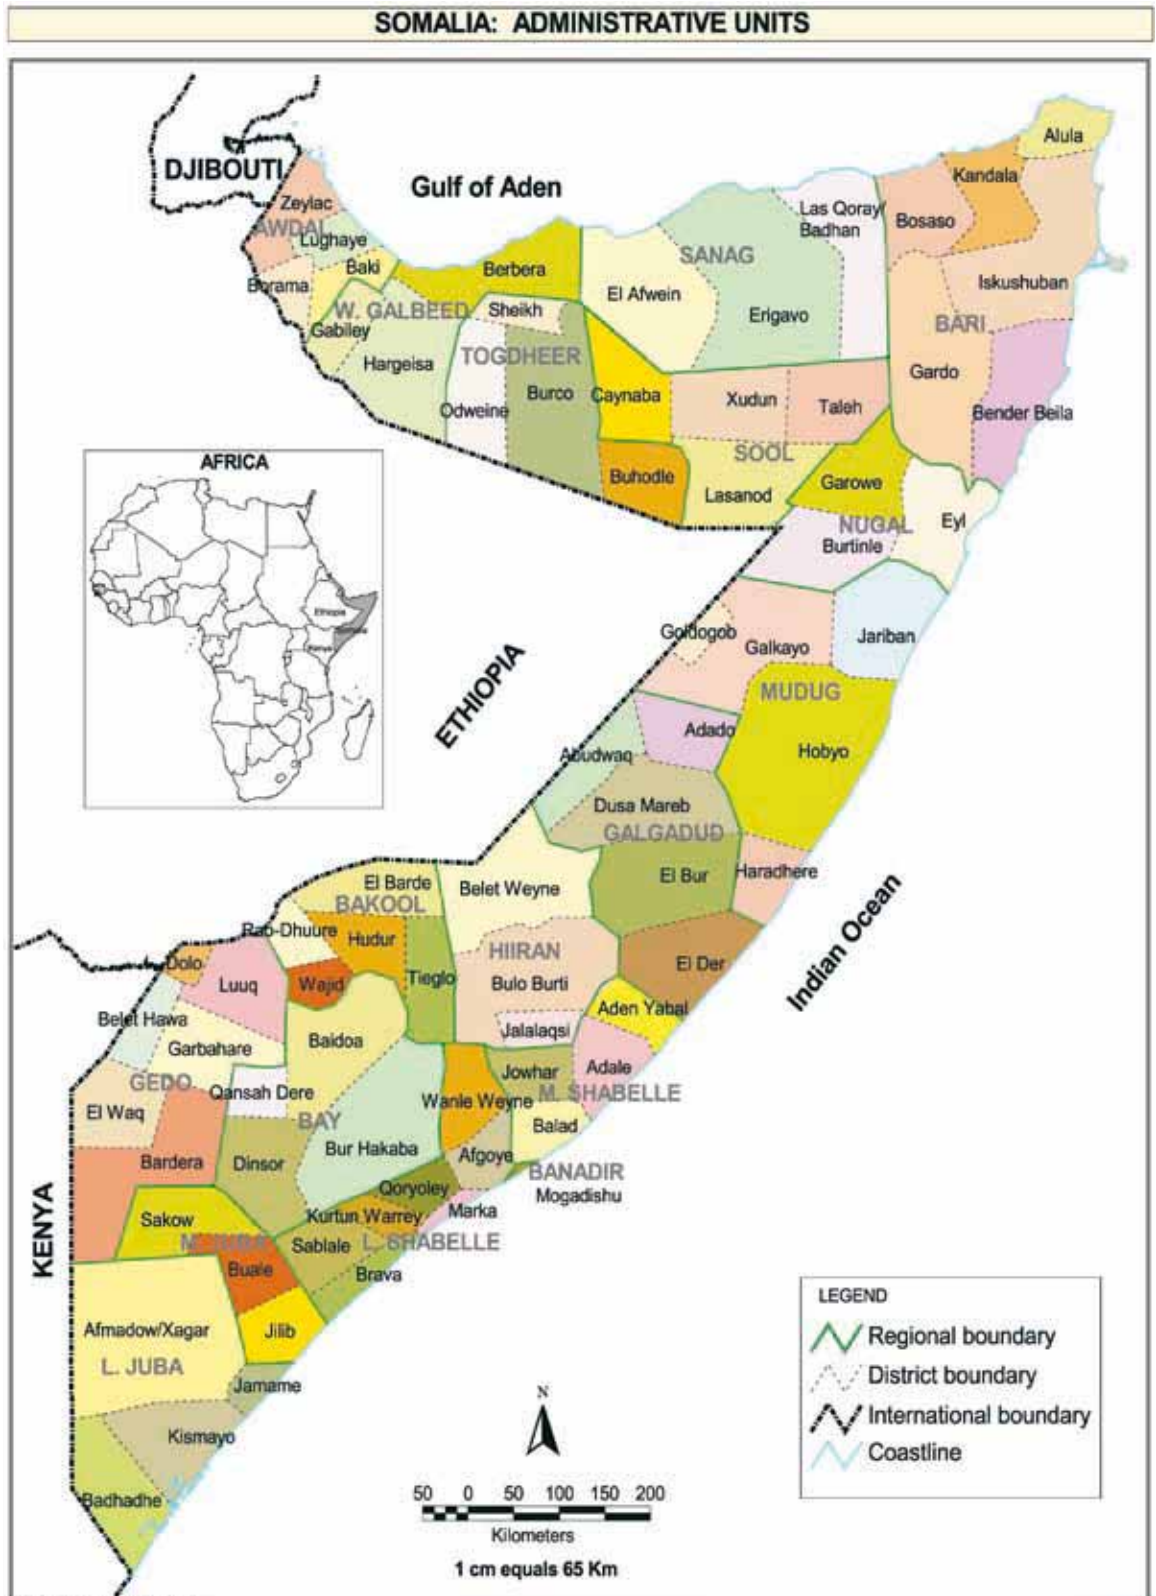 SOMALIA: ADMINISTRATIVE UNITS
DJIBOUTI
Gulf of Aden
Alula
Kandala
Zeylac
AWDAL
Lughaye
Las Qoray/
Badhan
Bosaso
Baki
Berbera
SANAG
Borama
El Afwein
Iskushuban
W. GALBEED
Sheikh
Erigavo
BARI
Gabiley
Hargeisa
TOGDHEER
Gardo
Odweine
Burco
Caynaba
Xudun
Taleh
Bender Beila
SOOL
Buhodle
Lasanod
Garowe
NUGAL
Eyl
Burtinle
AFRICA
Ethiopia
Kenya
Goldogob
Galkayo
Jariban
ETHIOPIA
MUDUG
Adado
Hobyo
Abudwaq
Dusa Mareb
GALGADUD
El Bur
Haradhere
El Barde
Belet Weyne
BAKOOL
Rab-Dhuure
Hudur
HIIRAN
Indian Ocean
Dolo
Luuq
Wajid
Tieglo
Bulo Burti
El Der
Aden Yabal
Belet Hawa
Garbahare
Baidoa
Jalalaqsi
GEDO
Qansah Dere
Jowhar
Adale
M. SHABELLE
El Waq
BAY
Wanle Weyne
Balad
Bur Hakaba
Bardera
Dinsor
Afgoye
BANADIR
Mogadishu
KENYA
Qoryoley
Marka
Sakow
Kurtun Warrey
M. JUBA
Sablale
L. SHABELLE
Buale
Brava
Afmadow/Xagar
Jilib
L. JUBA
Jamame
Kismayo
Badhadhe
LEGEND
Regional boundary
District boundary
International boundary
Coastline
N
50 0 50 100 150 200
Kilometers
1 cm equals 65 Km